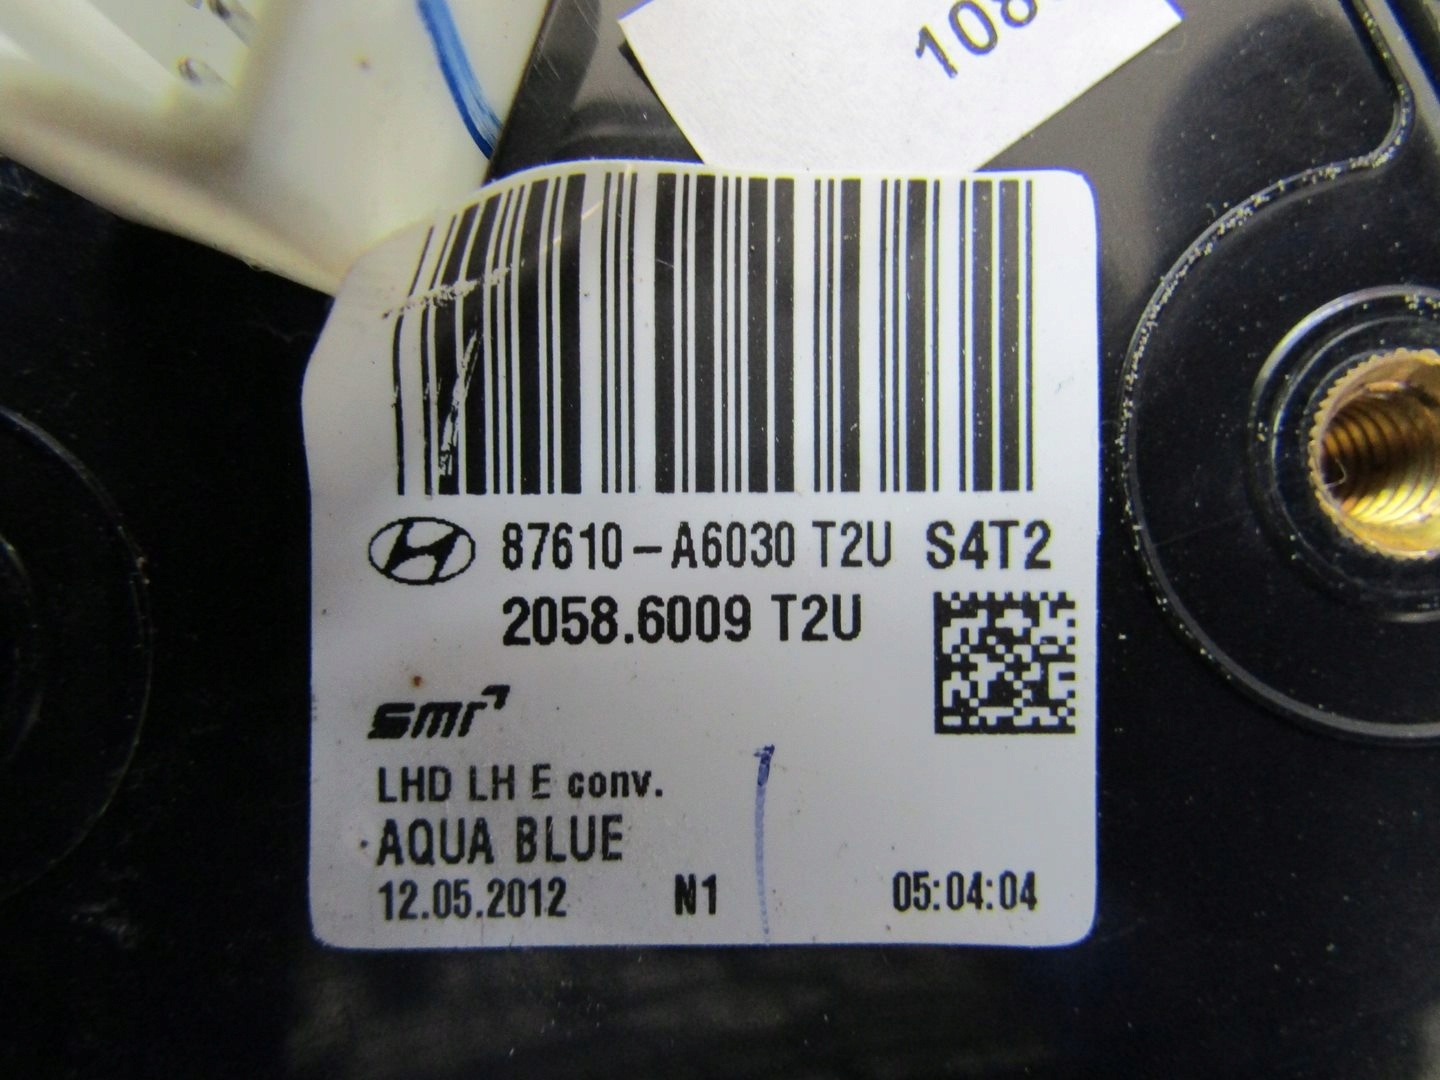 87610-A6030 T2U S4T2
2058.6009 T2U
smr
LHD LH E conv.
AQUA BLUE
12.05.2012 N1 05:04:04